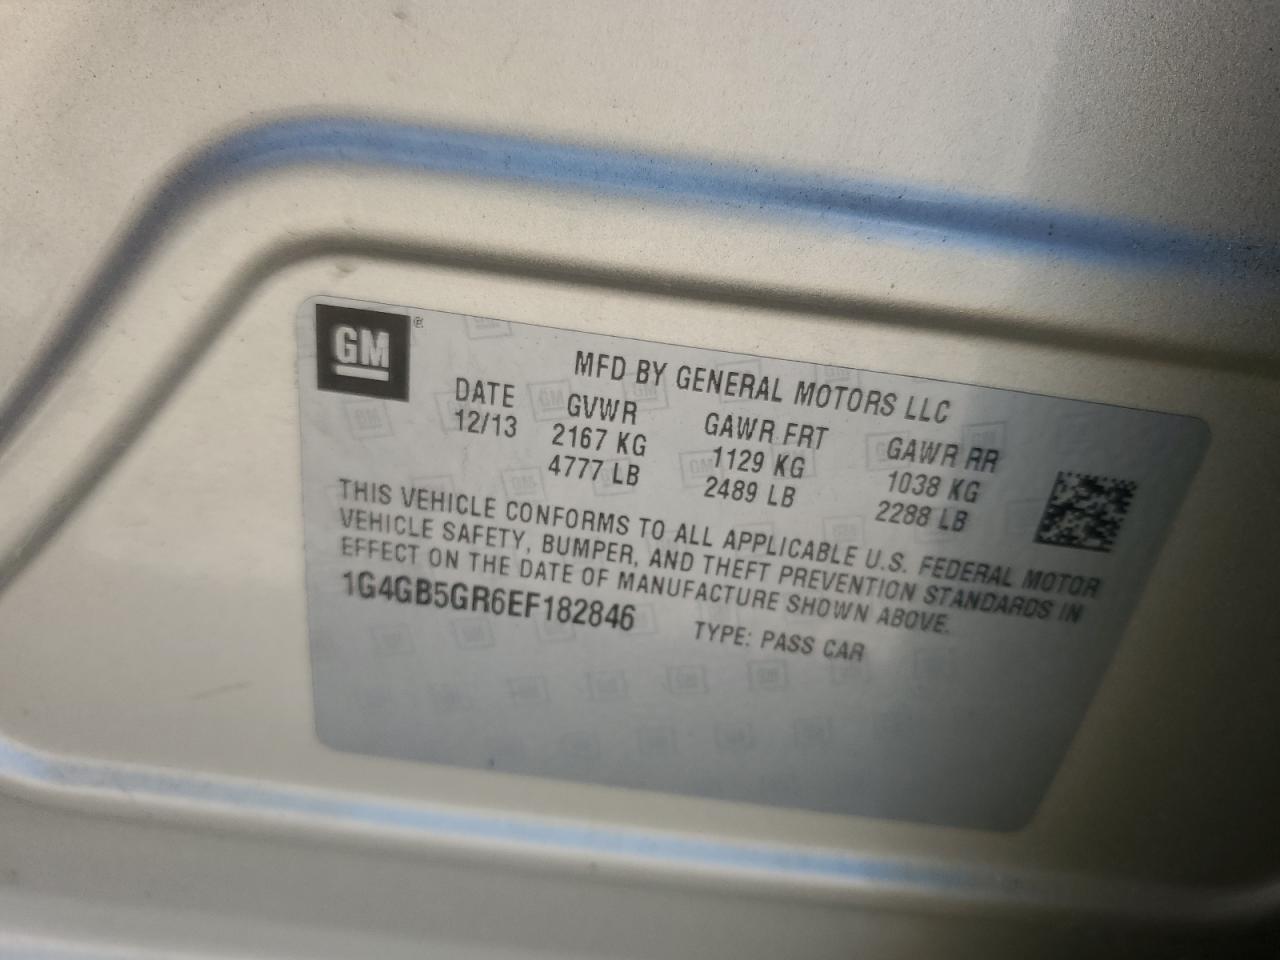 GM®
MFD BY GENERAL MOTORS LLC
DATE GVWR GAWR FRT GAWR RR
12/13 2167 KG 1129 KG 1038 KG
4777 LB 2489 LB 2288 LB
THIS VEHICLE CONFORMS TO ALL APPLICABLE U.S. FEDERAL MOTOR
VEHICLE SAFETY, BUMPER, AND THEFT PREVENTION STANDARDS IN
EFFECT ON THE DATE OF MANUFACTURE SHOWN ABOVE.
1G4GB5GR6EF182846 TYPE: PASS CAR